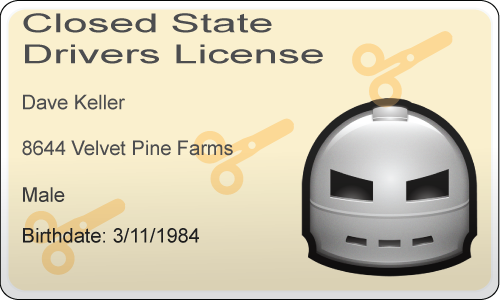 Closed State
Drivers License
Dave Keller
8644 Velvet Pine Farms
Male
Birthdate: 3/11/1984